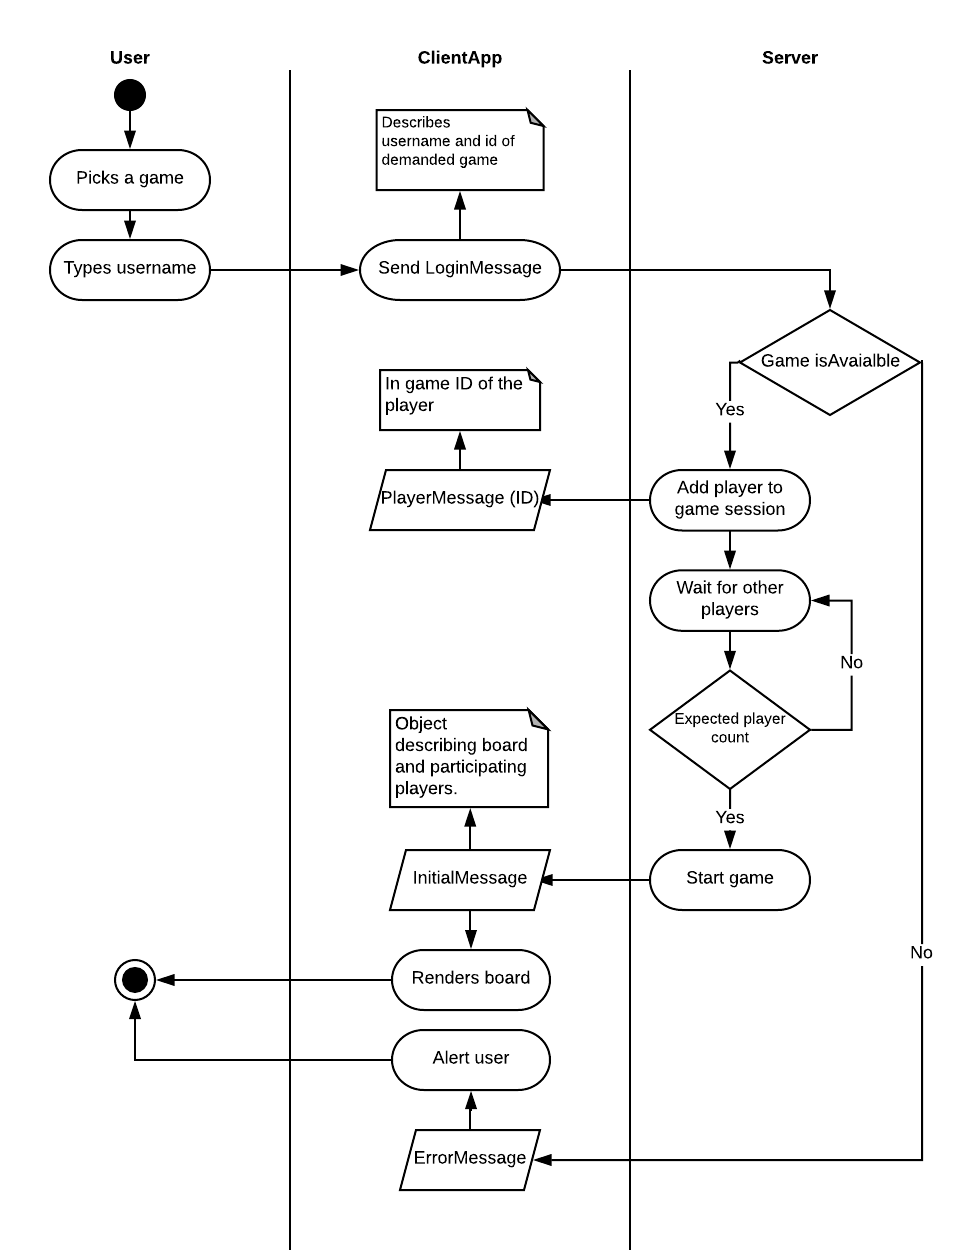 User
ClientApp
Server
Describes
username and id of
demanded game
Picks a game
Types username
Send LoginMessage
Game isAvaialble
In game ID of the
player
Yes
PlayerMessage (ID)
Add player to
game session
Wait for other
players
No
Expected player
count
Object
describing board
and participating
players.
Yes
InitialMessage
Start game
No
Renders board
Alert user
ErrorMessage